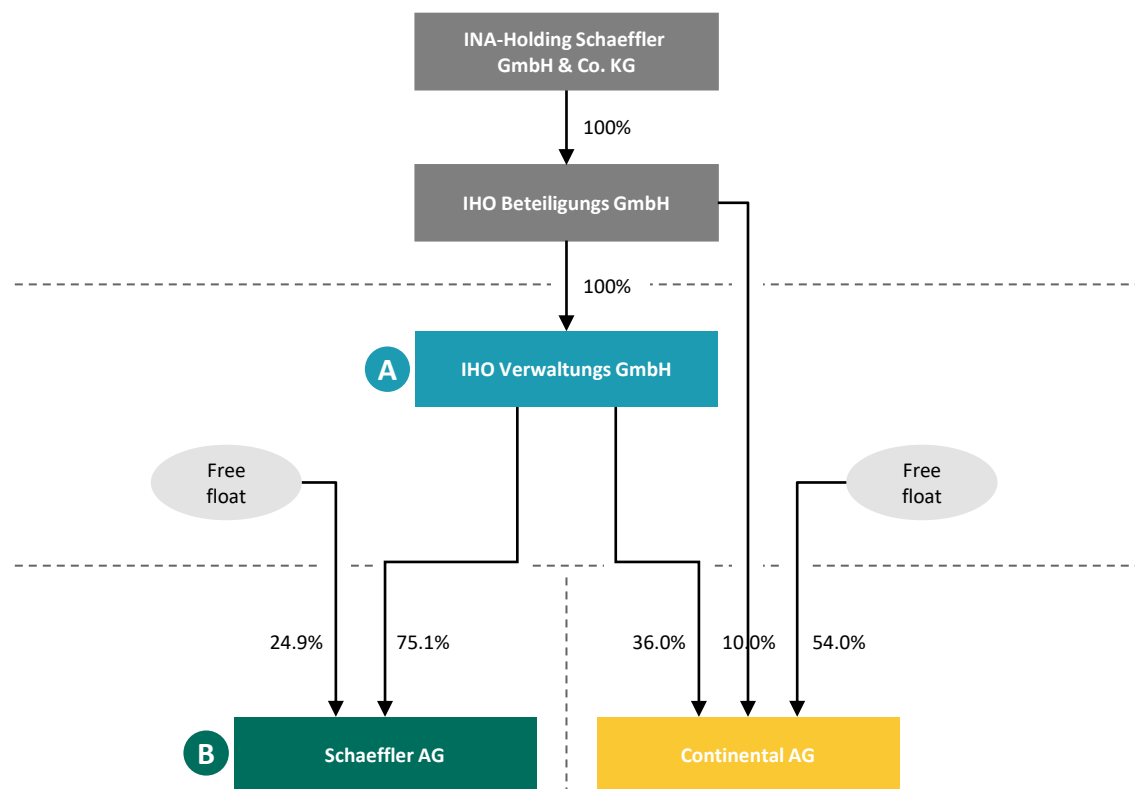 INA-Holding Schaeffler
GmbH & Co. KG
100%
IHO Beteiligungs GmbH
100%
A
IHO Verwaltungs GmbH
Free
float
Free
float
24.9%
75.1%
36.0%
10.0%
54.0%
B
Schaeffler AG
Continental AG